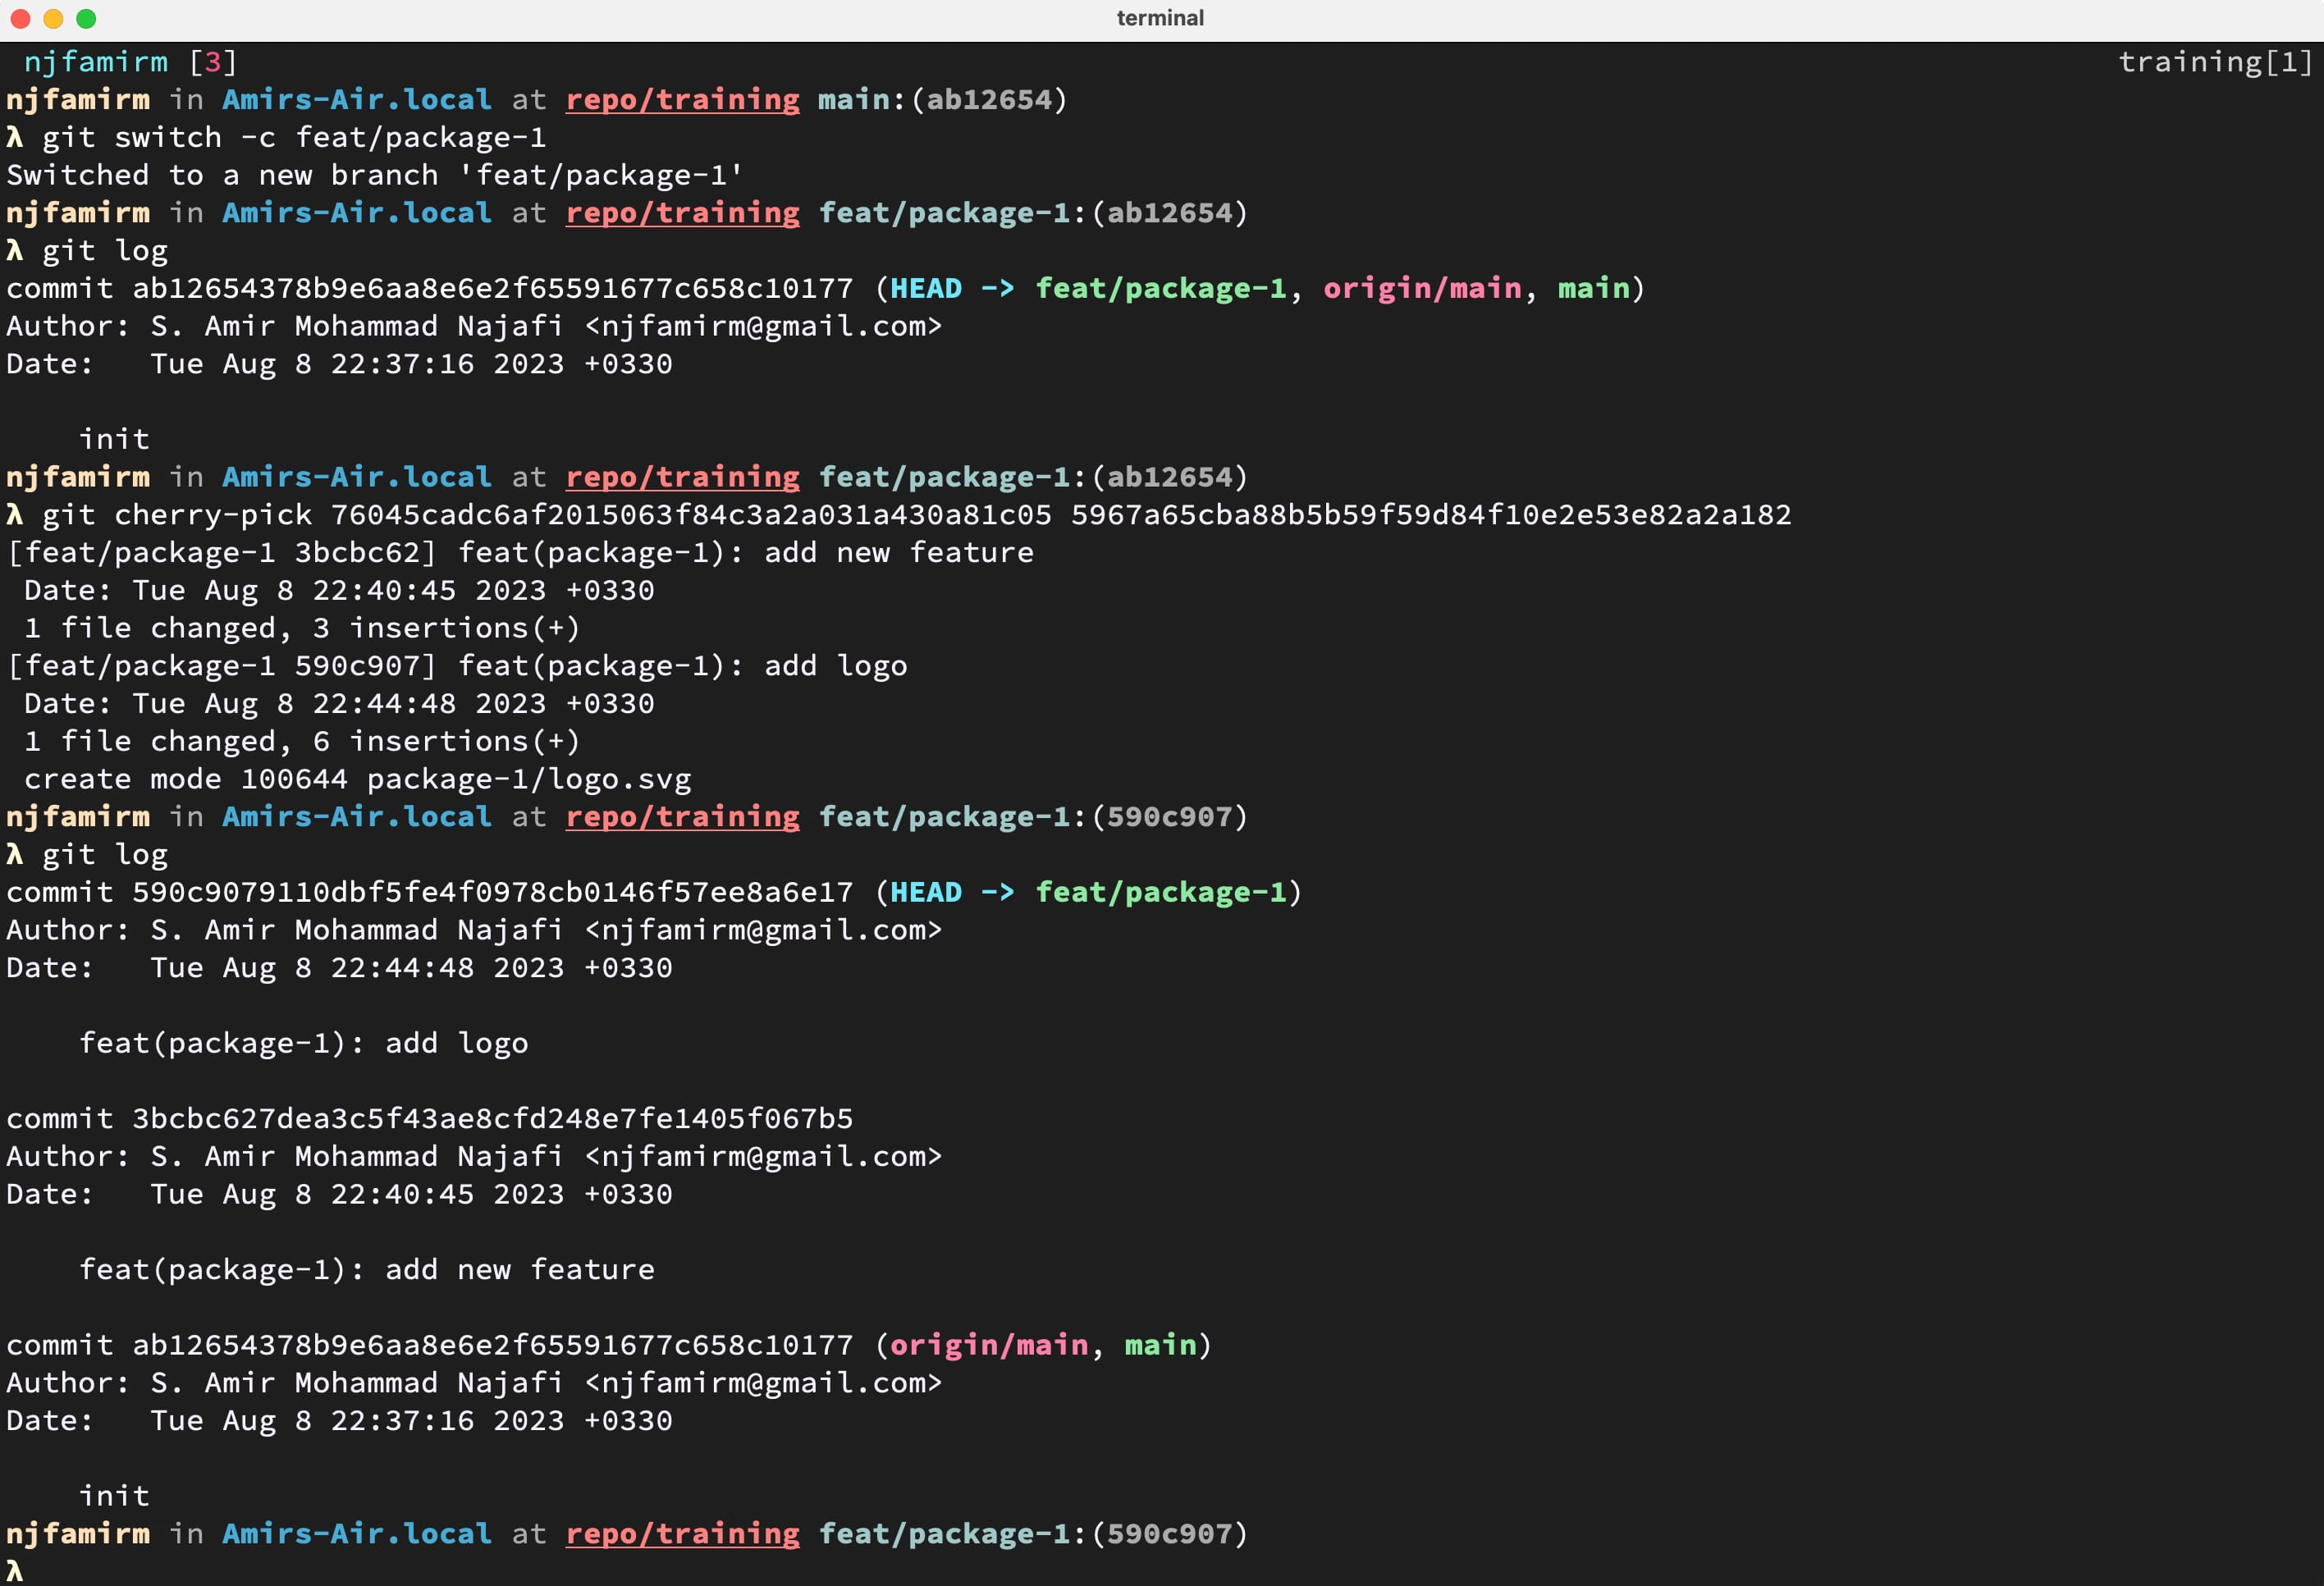 terminal
njfamirm [3] training[1]
njfamirm in Amirs-Air.local at repo/training main:(ab12654)
λ git switch -c feat/package-1
Switched to a new branch 'feat/package-1'
njfamirm in Amirs-Air.local at repo/training feat/package-1:(ab12654)
λ git log
commit ab12654378b9e6aa8e6e2f65591677c658c10177 (HEAD -> feat/package-1, origin/main, main)
Author: S. Amir Mohammad Najafi <njfamirm@gmail.com>
Date:   Tue Aug 8 22:37:16 2023 +0330
    init
njfamirm in Amirs-Air.local at repo/training feat/package-1:(ab12654)
λ git cherry-pick 76045cadc6af2015063f84c3a2a031a430a81c05 5967a65cba88b5b59f59d84f10e2e53e82a2a182
[feat/package-1 3bcbc62] feat(package-1): add new feature
 Date: Tue Aug 8 22:40:45 2023 +0330
 1 file changed, 3 insertions(+)
[feat/package-1 590c907] feat(package-1): add logo
 Date: Tue Aug 8 22:44:48 2023 +0330
 1 file changed, 6 insertions(+)
 create mode 100644 package-1/logo.svg
njfamirm in Amirs-Air.local at repo/training feat/package-1:(590c907)
λ git log
commit 590c9079110dbf5fe4f0978cb0146f57ee8a6e17 (HEAD -> feat/package-1)
Author: S. Amir Mohammad Najafi <njfamirm@gmail.com>
Date:   Tue Aug 8 22:44:48 2023 +0330
    feat(package-1): add logo
commit 3bcbc627dea3c5f43ae8cfd248e7fe1405f067b5
Author: S. Amir Mohammad Najafi <njfamirm@gmail.com>
Date:   Tue Aug 8 22:40:45 2023 +0330
    feat(package-1): add new feature
commit ab12654378b9e6aa8e6e2f65591677c658c10177 (origin/main, main)
Author: S. Amir Mohammad Najafi <njfamirm@gmail.com>
Date:   Tue Aug 8 22:37:16 2023 +0330
    init
njfamirm in Amirs-Air.local at repo/training feat/package-1:(590c907)
λ